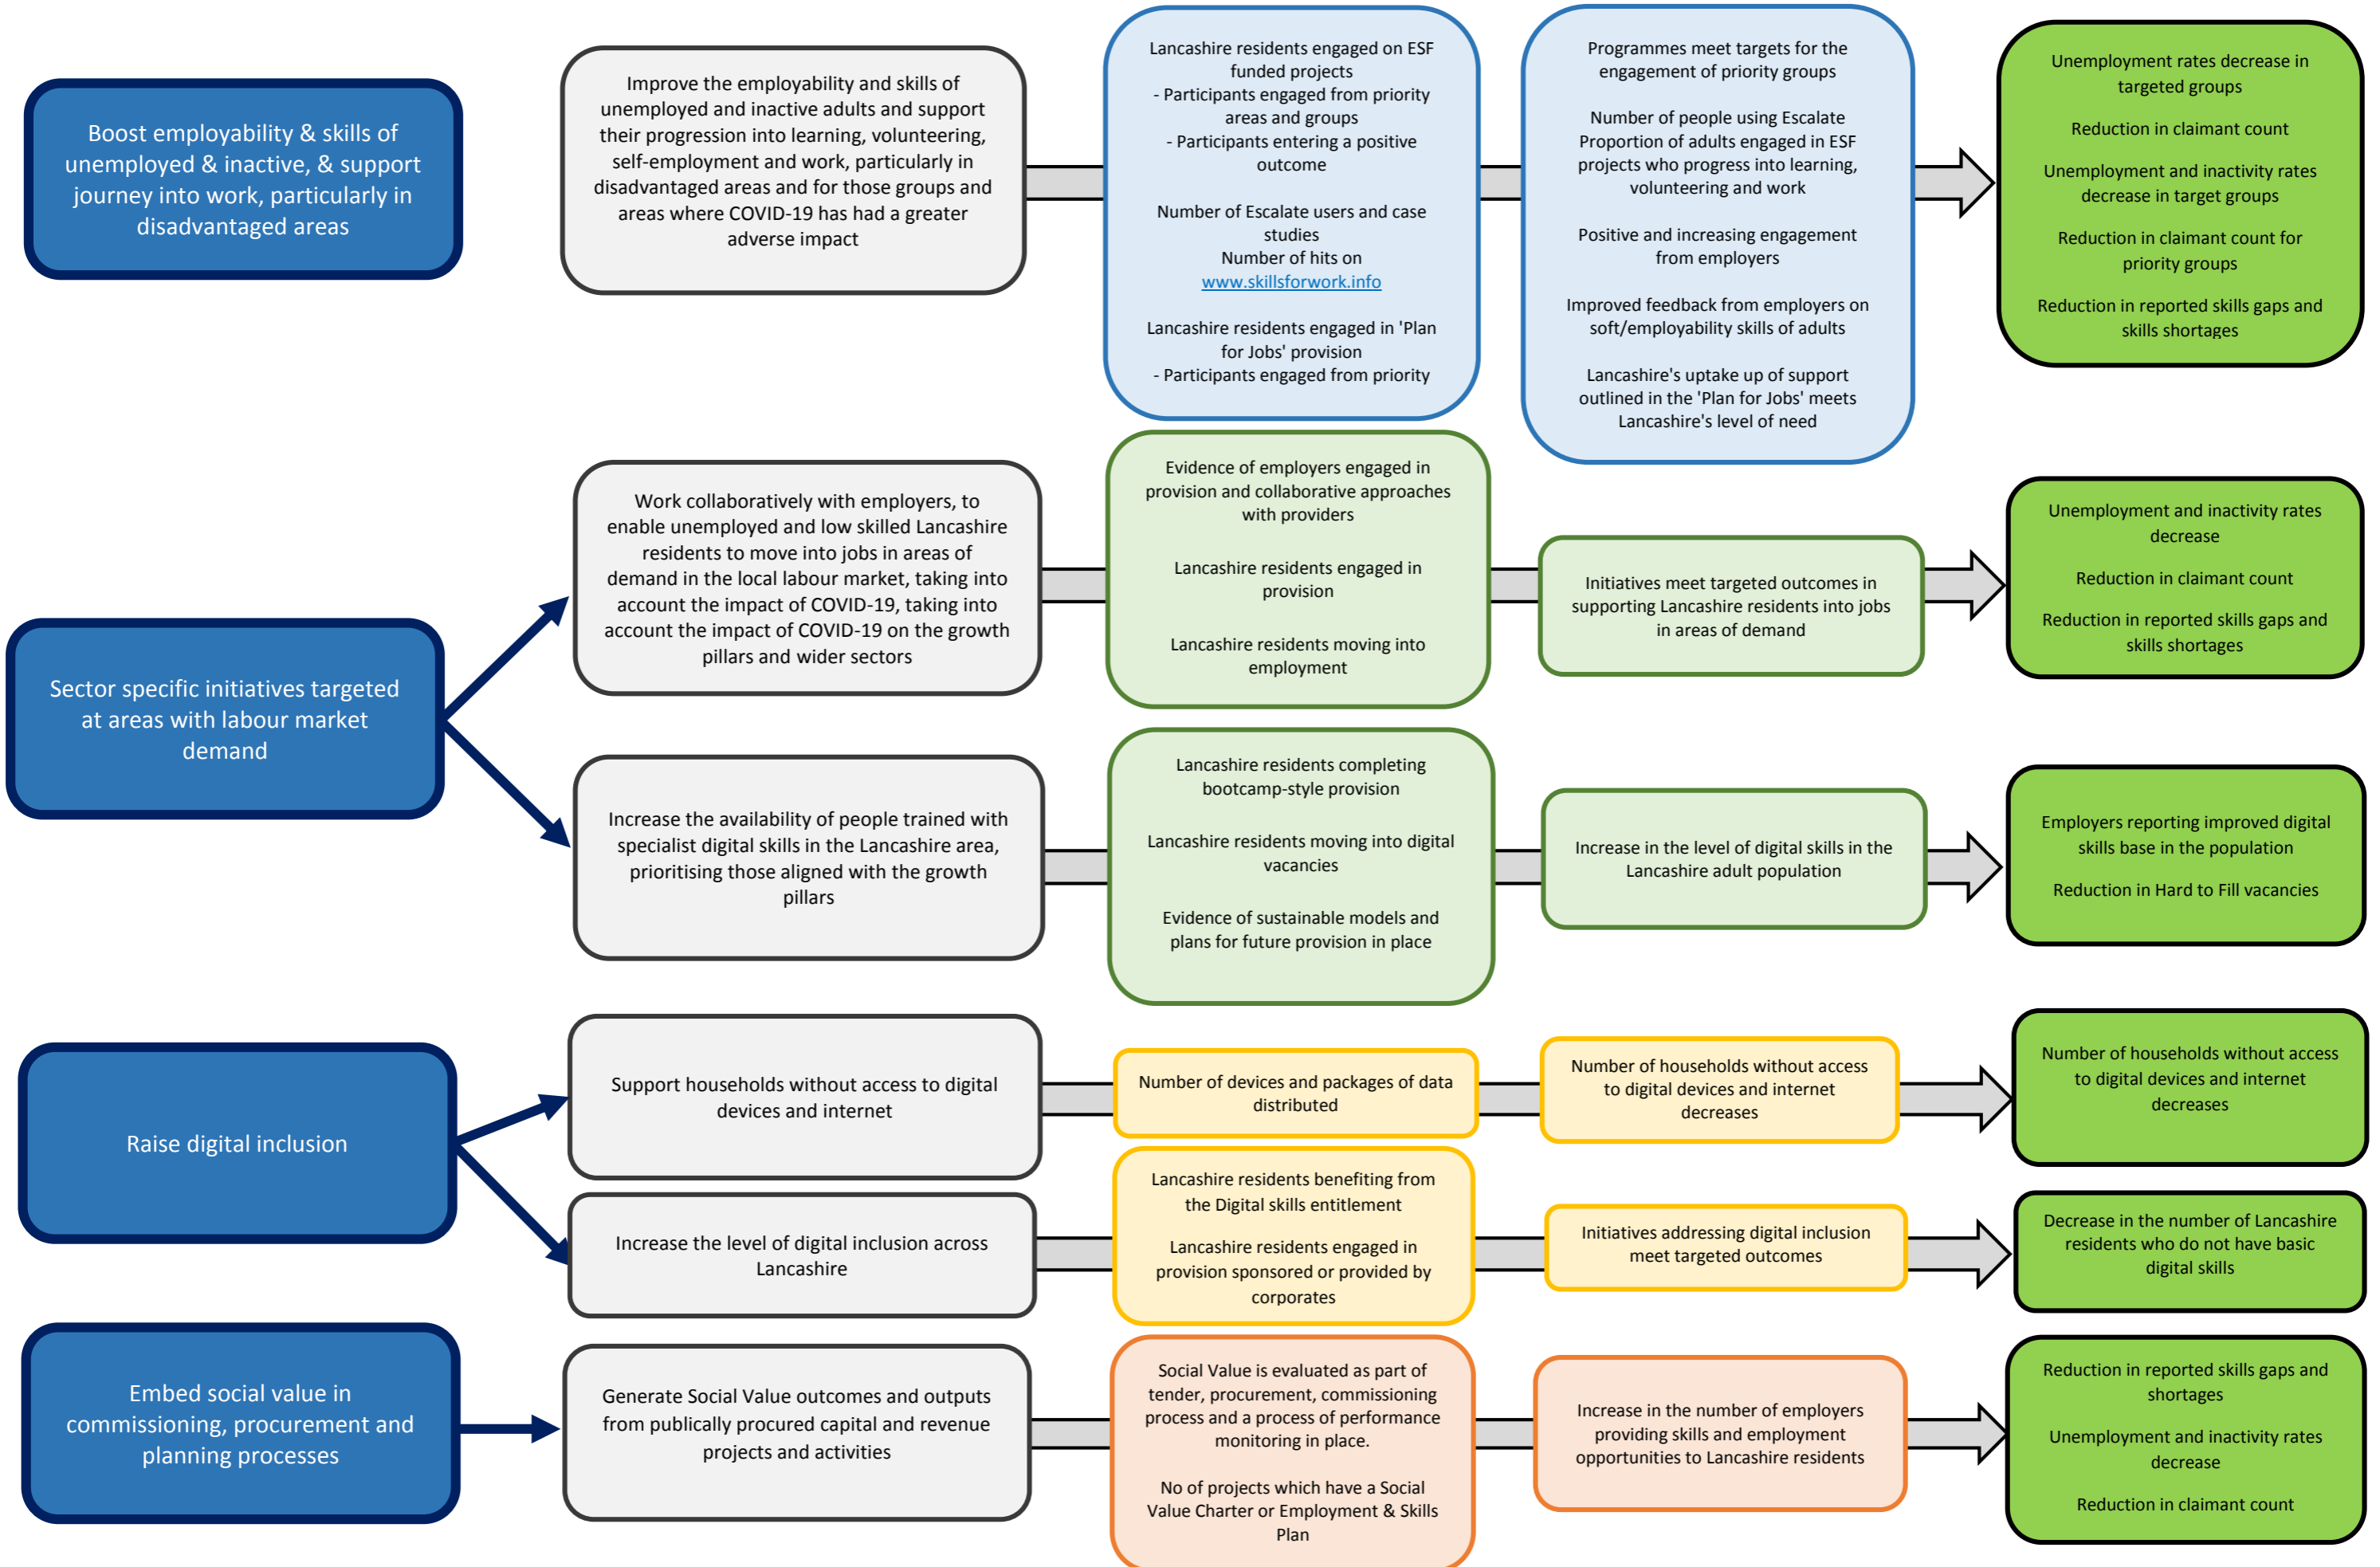 Boost employability & skills of
unemployed & inactive, & support
journey into work, particularly in
disadvantaged areas
Improve the employability and skills of
unemployed and inactive adults and support
their progression into learning, volunteering,
self-employment and work, particularly in
disadvantaged areas and for those groups and
areas where COVID-19 has had a greater
adverse impact
Lancashire residents engaged on ESF
funded projects
- Participants engaged from priority
areas and groups
- Participants entering a positive
outcome
Number of Escalate users and case
studies
Number of hits on
www.skillsforwork.info
Lancashire residents engaged in 'Plan
for Jobs' provision
- Participants engaged from priority
Programmes meet targets for the
engagement of priority groups
Number of people using Escalate
Proportion of adults engaged in ESF
projects who progress into learning,
volunteering and work
Positive and increasing engagement
from employers
Improved feedback from employers on
soft/employability skills of adults
Lancashire's uptake up of support
outlined in the 'Plan for Jobs' meets
Lancashire's level of need
Unemployment rates decrease in
targeted groups
Reduction in claimant count
Unemployment and inactivity rates
decrease in target groups
Reduction in claimant count for
priority groups
Reduction in reported skills gaps and
skills shortages
Sector specific initiatives targeted
at areas with labour market
demand
Work collaboratively with employers, to
enable unemployed and low skilled Lancashire
residents to move into jobs in areas of
demand in the local labour market, taking into
account the impact of COVID-19, taking into
account the impact of COVID-19 on the growth
pillars and wider sectors
Evidence of employers engaged in
provision and collaborative approaches
with providers
Lancashire residents engaged in
provision
Lancashire residents moving into
employment
Initiatives meet targeted outcomes in
supporting Lancashire residents into jobs
in areas of demand
Unemployment and inactivity rates
decrease
Reduction in claimant count
Reduction in reported skills gaps and
skills shortages
Increase the availability of people trained with
specialist digital skills in the Lancashire area,
prioritising those aligned with the growth
pillars
Lancashire residents completing
bootcamp-style provision
Lancashire residents moving into digital
vacancies
Evidence of sustainable models and
plans for future provision in place
Increase in the level of digital skills in the
Lancashire adult population
Employers reporting improved digital
skills base in the population
Reduction in Hard to Fill vacancies
Raise digital inclusion
Support households without access to digital
devices and internet
Number of devices and packages of data
distributed
Number of households without access
to digital devices and internet
decreases
Number of households without access
to digital devices and internet
decreases
Increase the level of digital inclusion across
Lancashire
Lancashire residents benefiting from
the Digital skills entitlement
Lancashire residents engaged in
provision sponsored or provided by
corporates
Initiatives addressing digital inclusion
meet targeted outcomes
Decrease in the number of Lancashire
residents who do not have basic
digital skills
Embed social value in
commissioning, procurement and
planning processes
Generate Social Value outcomes and outputs
from publically procured capital and revenue
projects and activities
Social Value is evaluated as part of
tender, procurement, commissioning
process and a process of performance
monitoring in place.
No of projects which have a Social
Value Charter or Employment & Skills
Plan
Increase in the number of employers
providing skills and employment
opportunities to Lancashire residents
Reduction in reported skills gaps and
shortages
Unemployment and inactivity rates
decrease
Reduction in claimant count